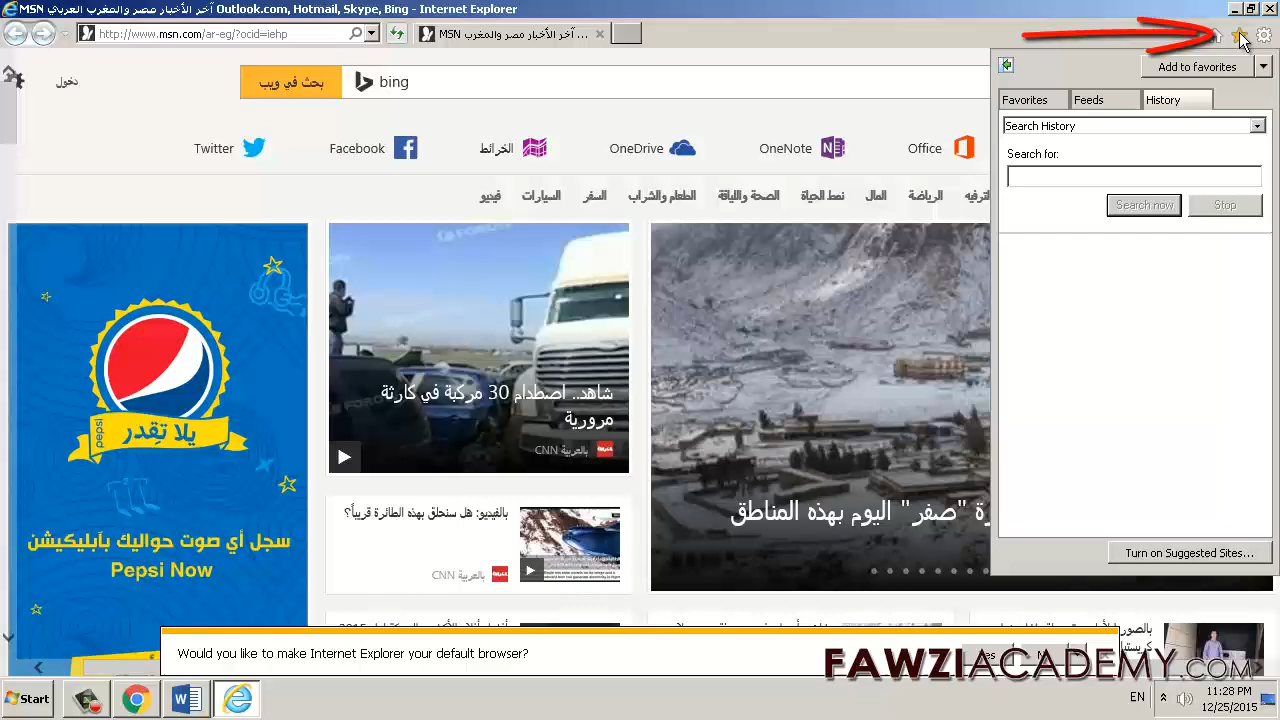 MSN آخر الأخبار مصر والمغرب العربي Outlook.com, Hotmail, Skype, Bing - Internet Explorer
http://www.msn.com/ar-eg/?ocid=iehp
MSN آخر الأخبار مصر والمغرب ...
Add to favorites
Favorites
Feeds
History
Search History
Search for:
Search now
Stop
Turn on Suggested Sites...
دخول
بحث في ويب
bing
Twitter
Facebook
الخرائط
OneDrive
OneNote
Office
الترفيه
الرياضة
المال
نمط الحياة
الصحة واللياقة
الطعام والشراب
السفر
السيارات
فيديو
pepsi
يلا تِقدر
سجل أي صوت حواليك بآبليكيشن
Pepsi Now
شاهد.. اصطدام 30 مركبة في كارثة
مرورية
CNN بالعربية
"صفر" اليوم بهذه المناطق
بالفيديو: هل ستحلق بهذه الطائرة قريباً؟
CNN بالعربية
Would you like to make Internet Explorer your default browser?
FAWZIACADEMY.COM
Start
EN
11:28 PM
12/25/2015